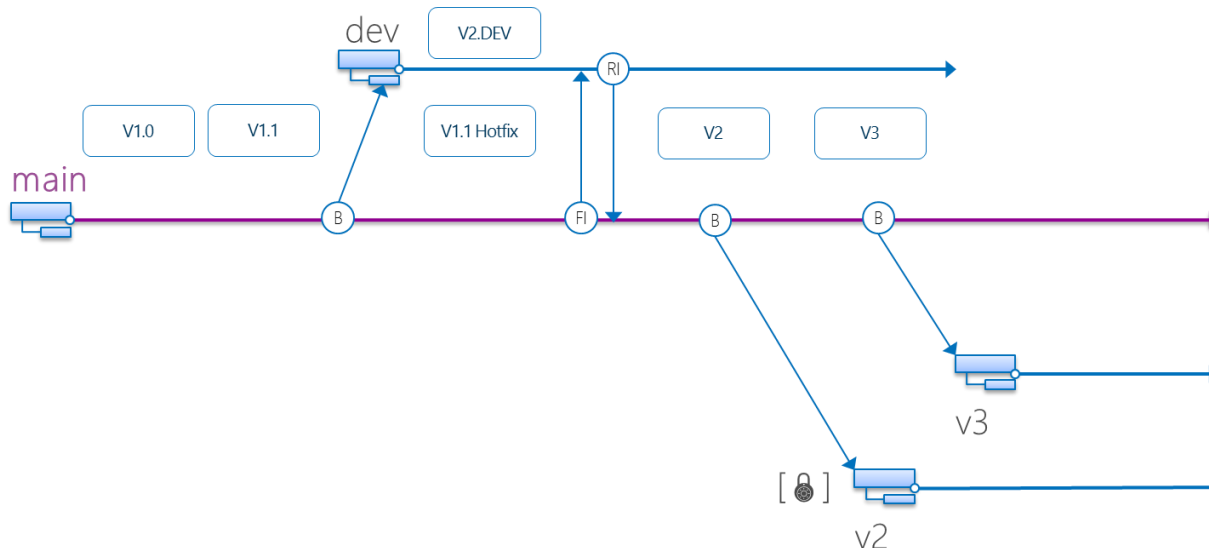 dev
V2.DEV
RI
V1.0
V1.1
V1.1 Hotfix
V2
V3
main
B
FI
B
B
v3
[ ]
v2